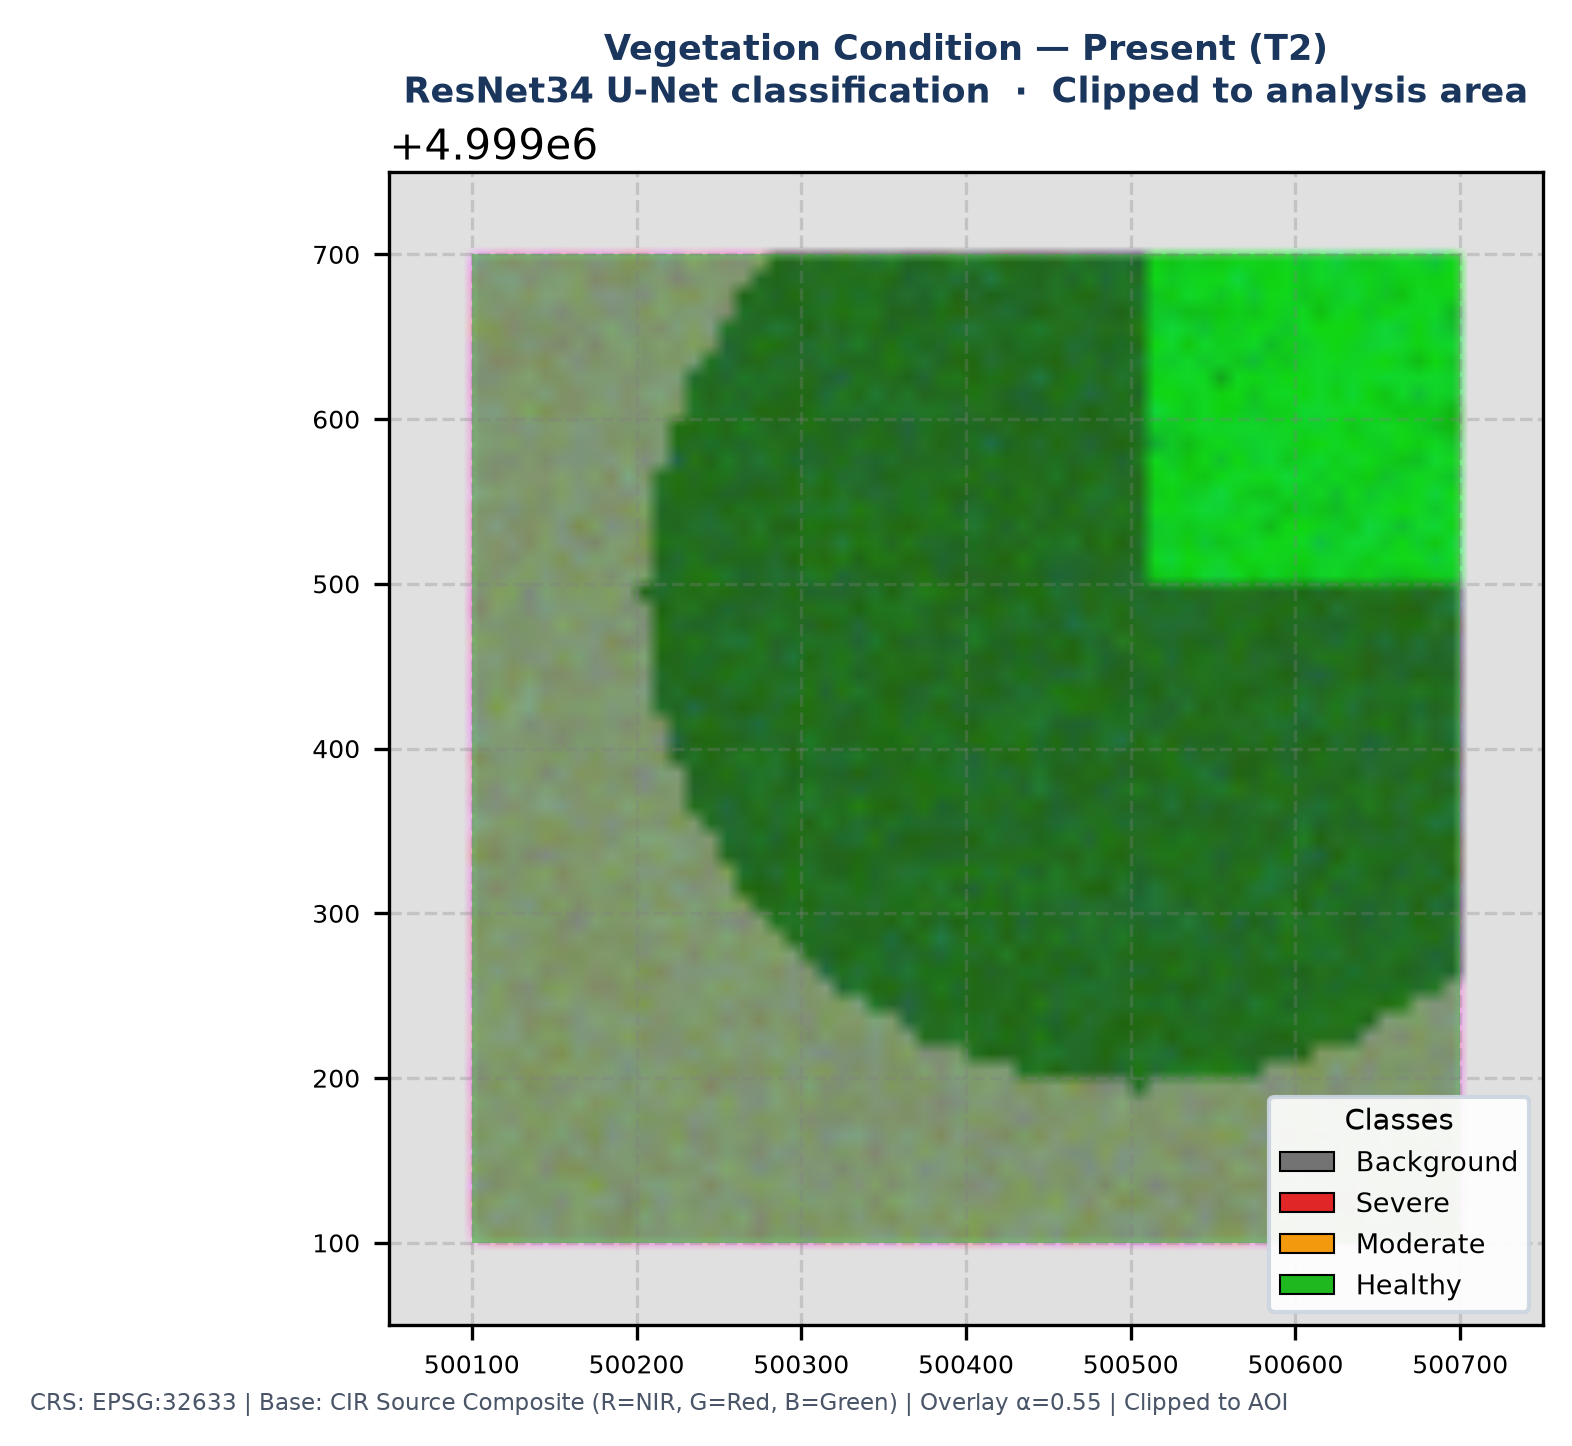 Vegetation Condition — Present (T2)
ResNet34 U-Net classification · Clipped to analysis area
+4.999e6
700
600
500
400
300
200
100
Classes
Background
Severe
Moderate
Healthy
500100 500200 500300 500400 500500 500600 500700
CRS: EPSG:32633 | Base: CIR Source Composite (R=NIR, G=Red, B=Green) | Overlay α=0.55 | Clipped to AOI